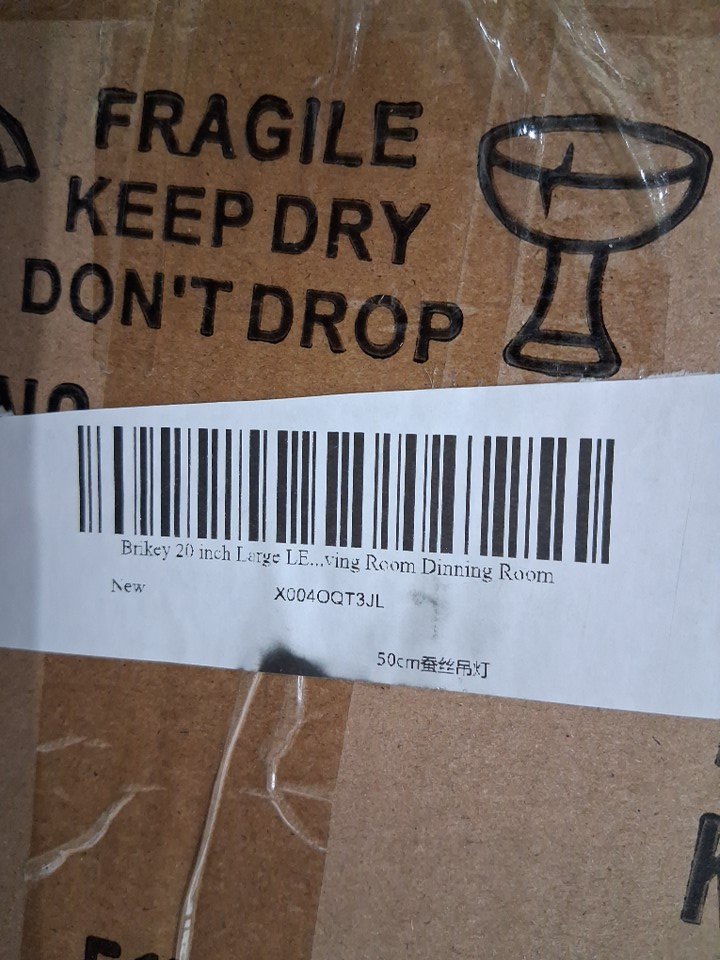 FRAGILE
KEEP DRY
DON'T DROP
Brikey 20 inch Large LE...ving Room Dinning Room
New
X004OQT3JL
50cm蚕丝吊灯